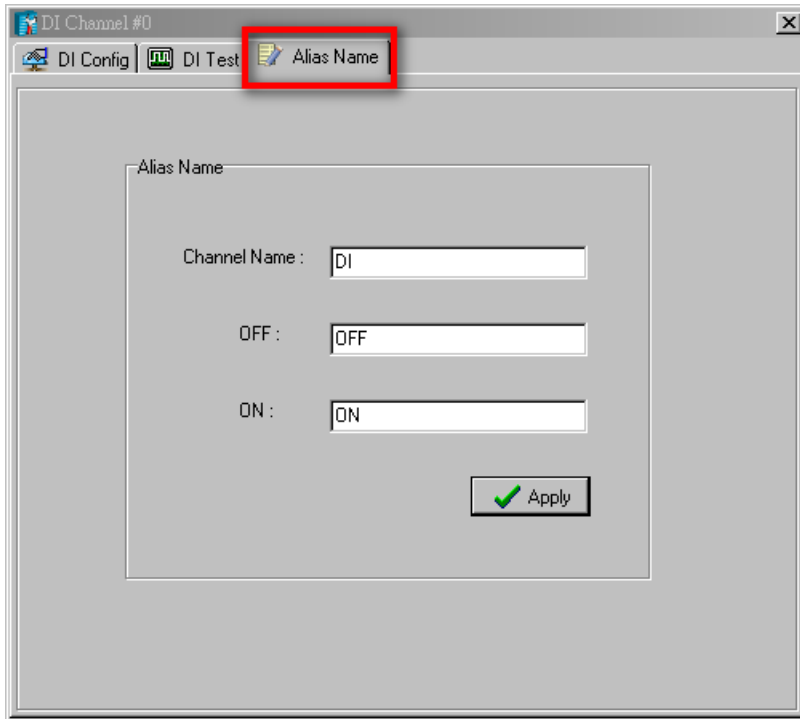 DI Channel #0
DI Config DI Test Alias Name
Alias Name
Channel Name : DI
OFF : OFF
ON : ON
Apply